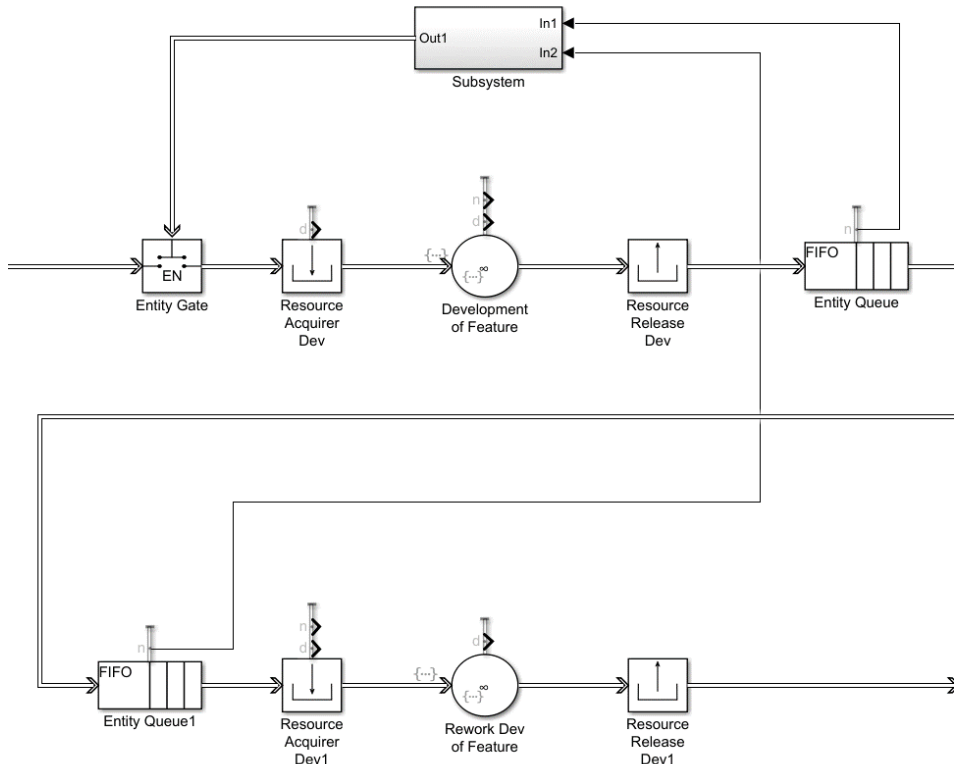 In1
Out1
In2
Subsystem
n
d
d
n
{...}
∞
{...}
FIFO
EN
Entity Gate
Resource
Acquirer
Dev
Development
of Feature
Resource
Release
Dev
Entity Queue
n
n
d
d
{...}
∞
{...}
FIFO
Entity Queue1
Resource
Acquirer
Dev1
Rework Dev
of Feature
Resource
Release
Dev1